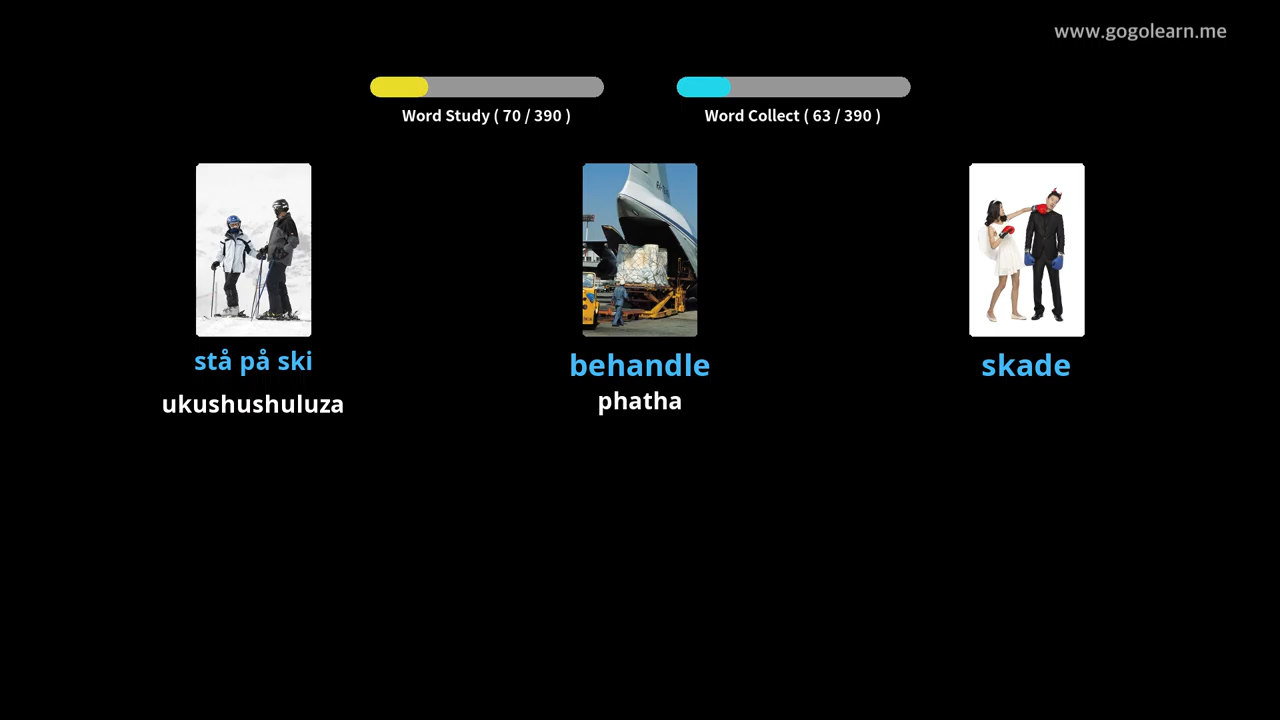 www.gogolearn.me
Word Study ( 70 / 390 )
Word Collect ( 63 / 390 )
stå på ski
ukushushuluza
behandle
phatha
skade